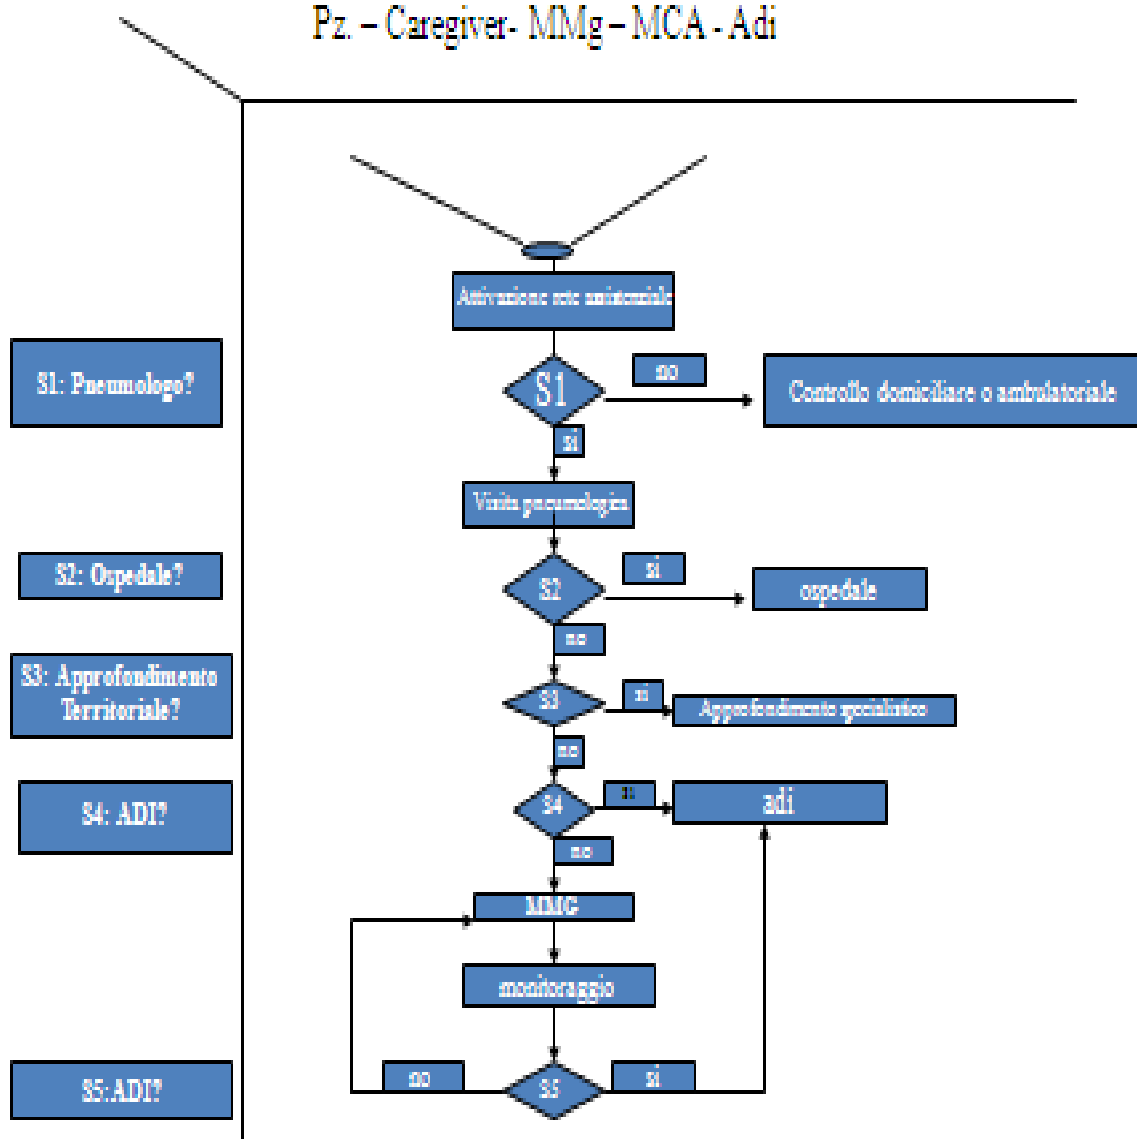 Pz. – Caregiver- MMg – MCA - Adi
Attivazione rete assistenziale
S1: Pneumologo?
S1
no
Controllo domiciliare o ambulatoriale
si
Visita pneumologica
S2: Ospedale?
S2
si
ospedale
no
S3: Approfondimento
Territoriale?
S3
si
Approfondimento specialistico
no
S4: ADI?
S4
si
adi
no
MMG
monitoraggio
S5:ADI?
no
S5
si